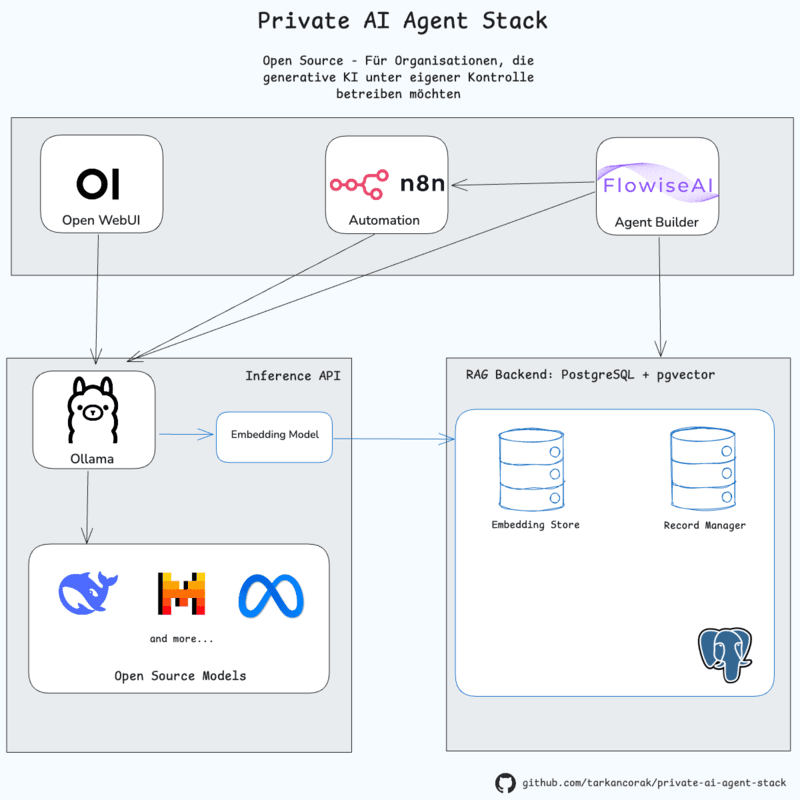 Private AI Agent Stack
Open Source - Für Organisationen, die
generative KI unter eigener Kontrolle
betreiben möchten
OI
Open WebUI
n8n
Automation
FlowiseAI
Agent Builder
Inference API
Ollama
Embedding Model
and more...
Open Source Models
RAG Backend: PostgreSQL + pgvector
Embedding Store
Record Manager
github.com/tarkancorak/private-ai-agent-stack